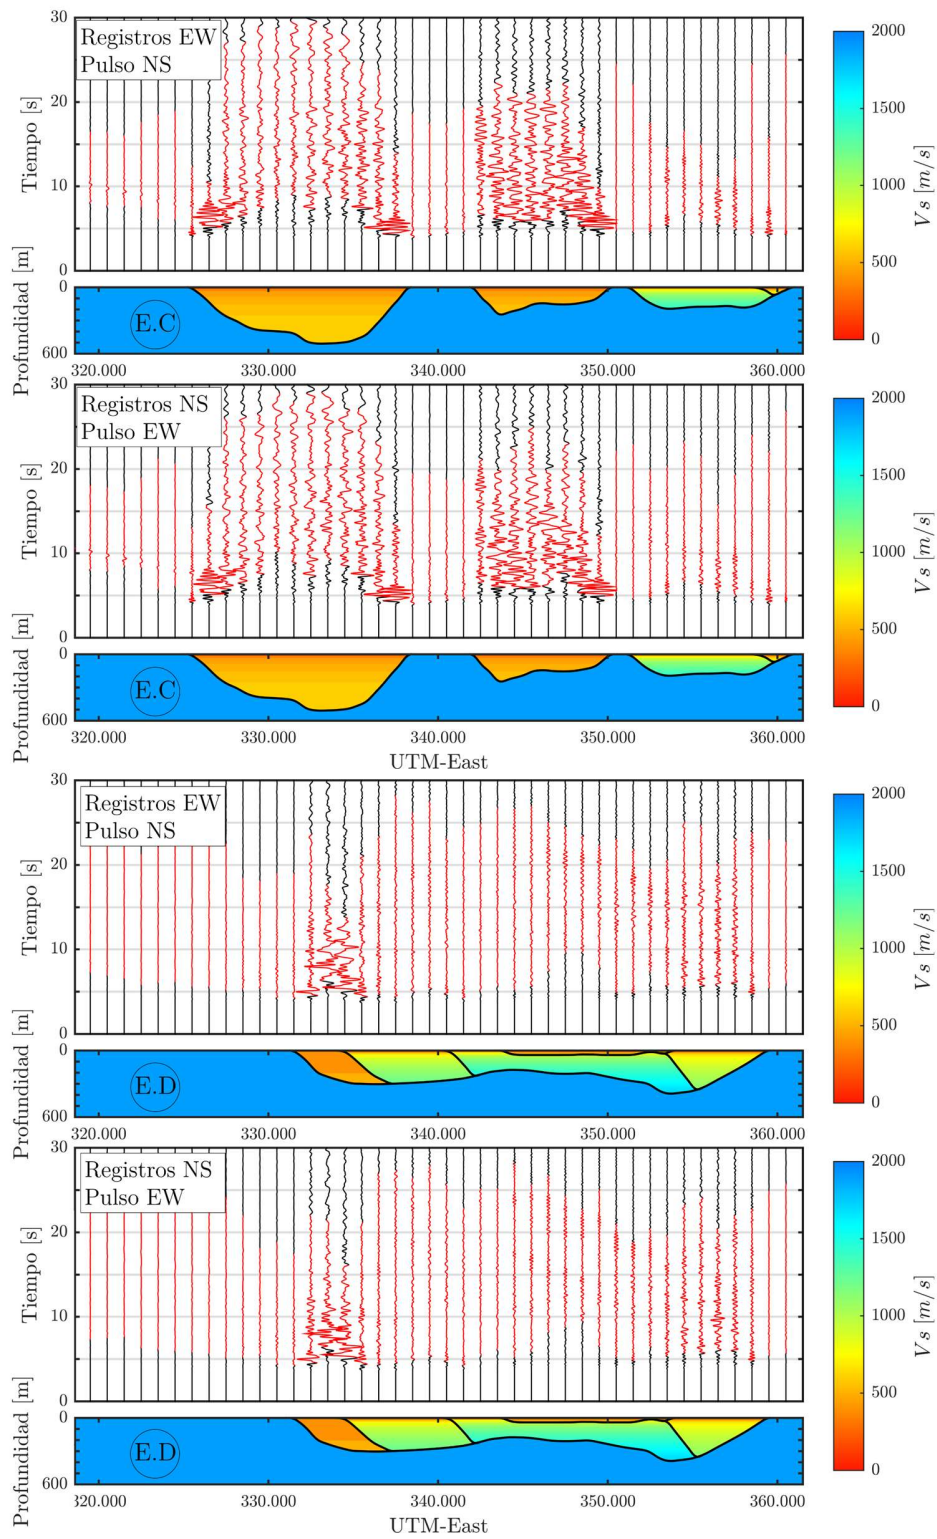 30
Registros EW
Pulso NS
20
10
0
Tiempo [s]
2000
1500
1000
500
0
Vs [m/s]
0
600
Profundidad [m]
E.C
320.000 330.000 340.000 350.000 360.000
30
Registros NS
Pulso EW
20
10
0
Tiempo [s]
2000
1500
1000
500
0
Vs [m/s]
0
600
Profundidad [m]
E.C
320.000 330.000 340.000 350.000 360.000
UTM-East
30
Registros EW
Pulso NS
20
10
0
Tiempo [s]
2000
1500
1000
500
0
Vs [m/s]
0
600
Profundidad [m]
E.D
320.000 330.000 340.000 350.000 360.000
30
Registros NS
Pulso EW
20
10
0
Tiempo [s]
2000
1500
1000
500
0
Vs [m/s]
0
600
Profundidad [m]
E.D
320.000 330.000 340.000 350.000 360.000
UTM-East